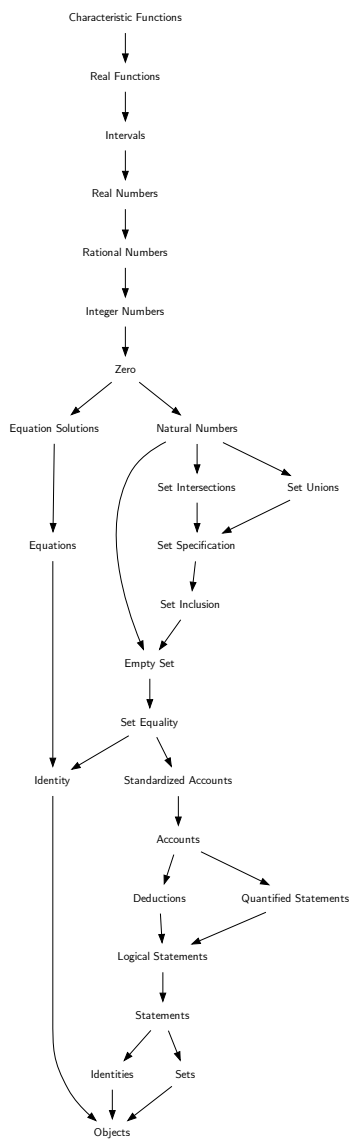 Characteristic Functions
Real Functions
Intervals
Real Numbers
Rational Numbers
Integer Numbers
Zero
Equation Solutions
Natural Numbers
Set Intersections
Set Unions
Equations
Set Specification
Set Inclusion
Empty Set
Set Equality
Identity
Standardized Accounts
Accounts
Deductions
Quantified Statements
Logical Statements
Statements
Identities
Sets
Objects